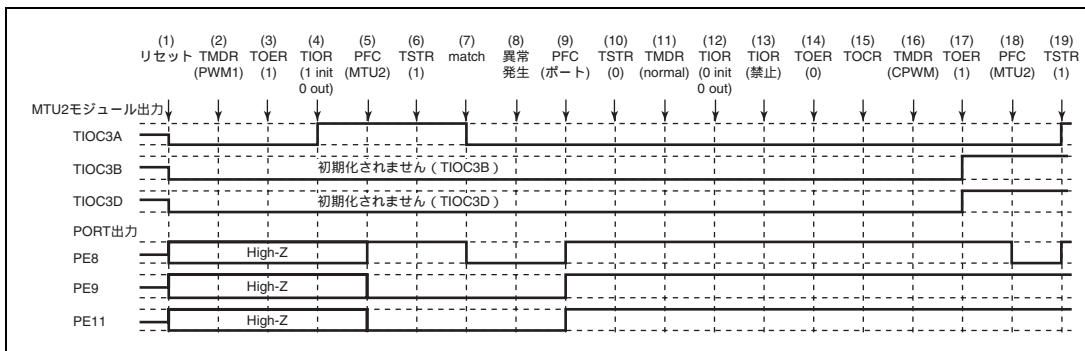 (1) (2) (3) (4) (5) (6) (7) (8) (9) (10) (11) (12) (13) (14) (15) (16) (17) (18) (19)
リセット TMDR TOER TIOR PFC TSTR match 異常 PFC TSTR TMDR TIOR TIOR TOER TOCR TMDR TOER PFC TSTR
(PWM1) (1) (1 init (MTU2) (1) 発生 (ポート) (0) (normal) (0 init (禁止) (0) (CPWM) (1) (MTU2) (1)
0 out) 0 out)
MTU2モジュール出力
TIOC3A
TIOC3B 初期化されません ( TIOC3B )
TIOC3D 初期化されません ( TIOC3D )
PORT出力
PE8 High-Z
PE9 High-Z
PE11 High-Z